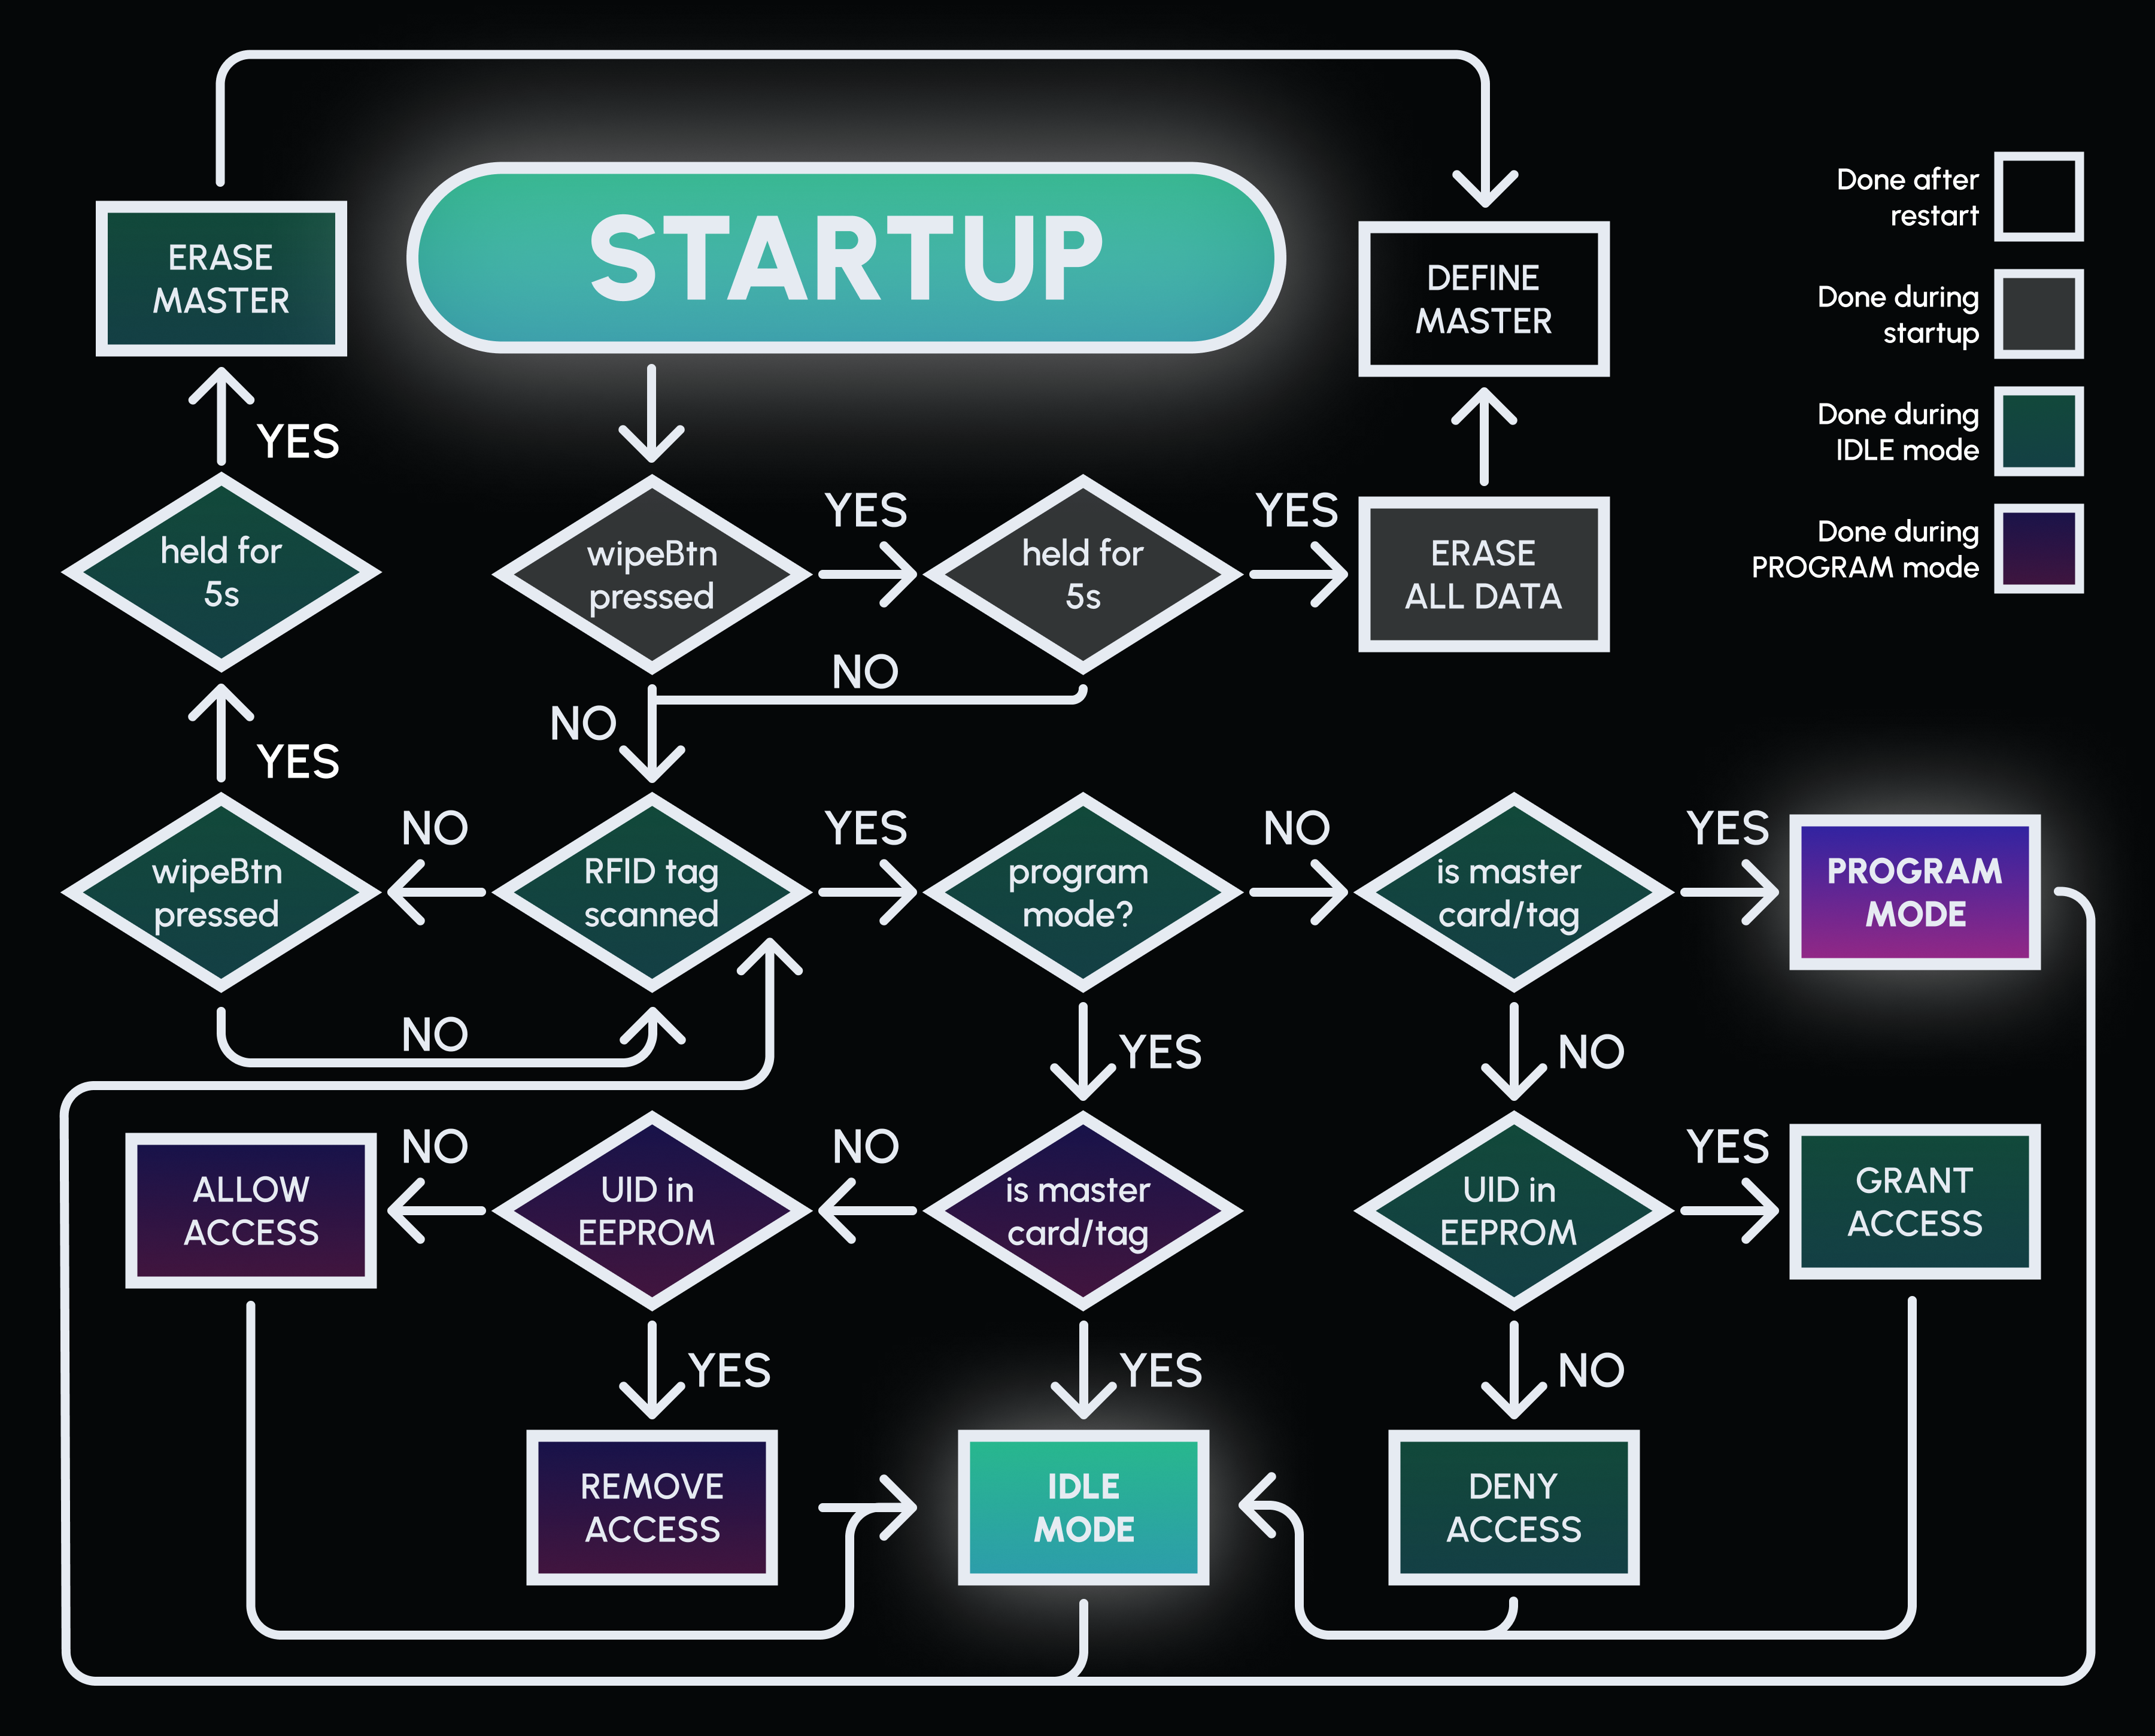 STARTUP
ERASE
MASTER
DEFINE
MASTER
Done after
restart
Done during
startup
Done during
IDLE mode
Done during
PROGRAM mode
YES
held for
5s
wipeBtn
pressed
YES
held for
5s
YES
ERASE
ALL DATA
NO
NO
YES
wipeBtn
pressed
NO
RFID tag
scanned
YES
program
mode?
NO
is master
card/tag
YES
PROGRAM
MODE
NO
YES
NO
ALLOW
ACCESS
NO
UID in
EEPROM
NO
is master
card/tag
UID in
EEPROM
YES
GRANT
ACCESS
YES
YES
NO
REMOVE
ACCESS
IDLE
MODE
DENY
ACCESS